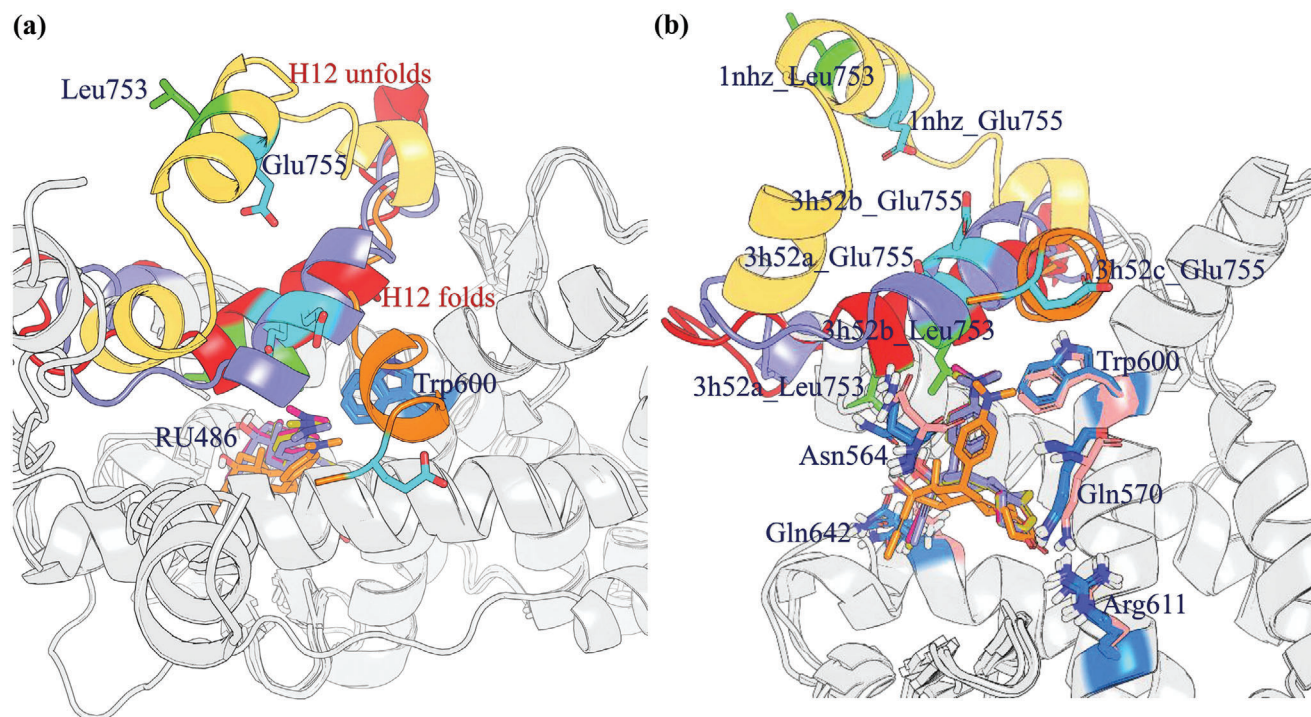 (a)
Leu753
H12 unfolds
Glu755
H12 folds
Trp600
RU486
(b)
1nhz_Leu753
1nhz_Glu755
3h52b_Glu755
3h52a_Glu755
3h52c_Glu755
3h52b_Leu753
Trp600
3h52a_Leu753
Asn564
Gln570
Gln642
Arg611